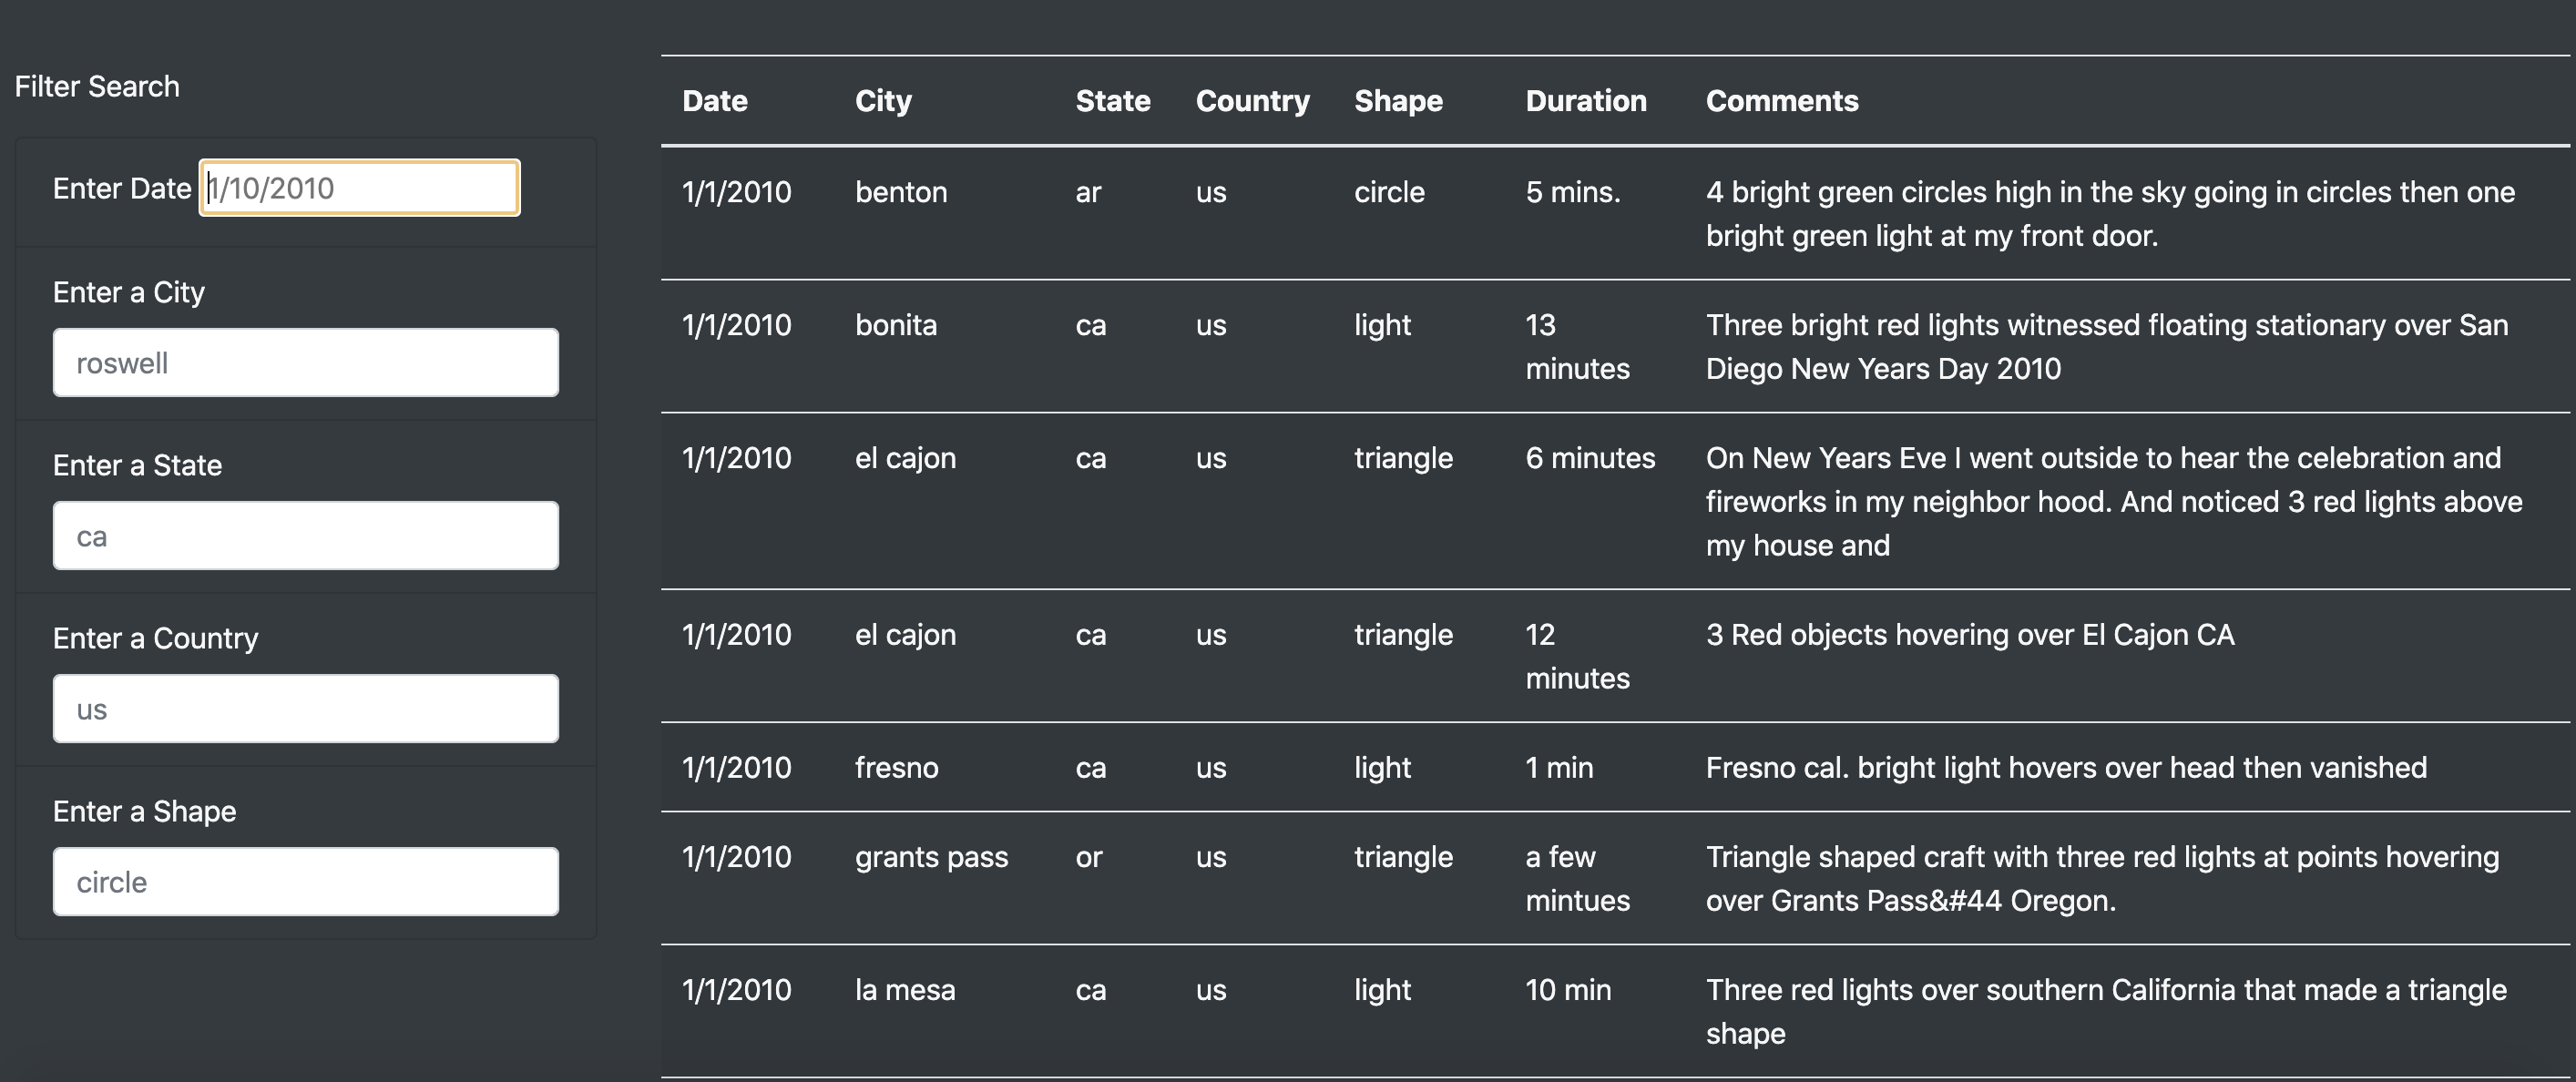 Filter Search
Enter Date 1/10/2010
Enter a City
roswell
Enter a State
ca
Enter a Country
us
Enter a Shape
circle
Date City State Country Shape Duration Comments
1/1/2010 benton ar us circle 5 mins. 4 bright green circles high in the sky going in circles then one
bright green light at my front door.
1/1/2010 bonita ca us light 13 Three bright red lights witnessed floating stationary over San
minutes Diego New Years Day 2010
1/1/2010 el cajon ca us triangle 6 minutes On New Years Eve I went outside to hear the celebration and
fireworks in my neighbor hood. And noticed 3 red lights above
my house and
1/1/2010 el cajon ca us triangle 12 3 Red objects hovering over El Cajon CA
minutes
1/1/2010 fresno ca us light 1 min Fresno cal. bright light hovers over head then vanished
1/1/2010 grants pass or us triangle a few Triangle shaped craft with three red lights at points hovering
mintues over Grants Pass&#44 Oregon.
1/1/2010 la mesa ca us light 10 min Three red lights over southern California that made a triangle
shape